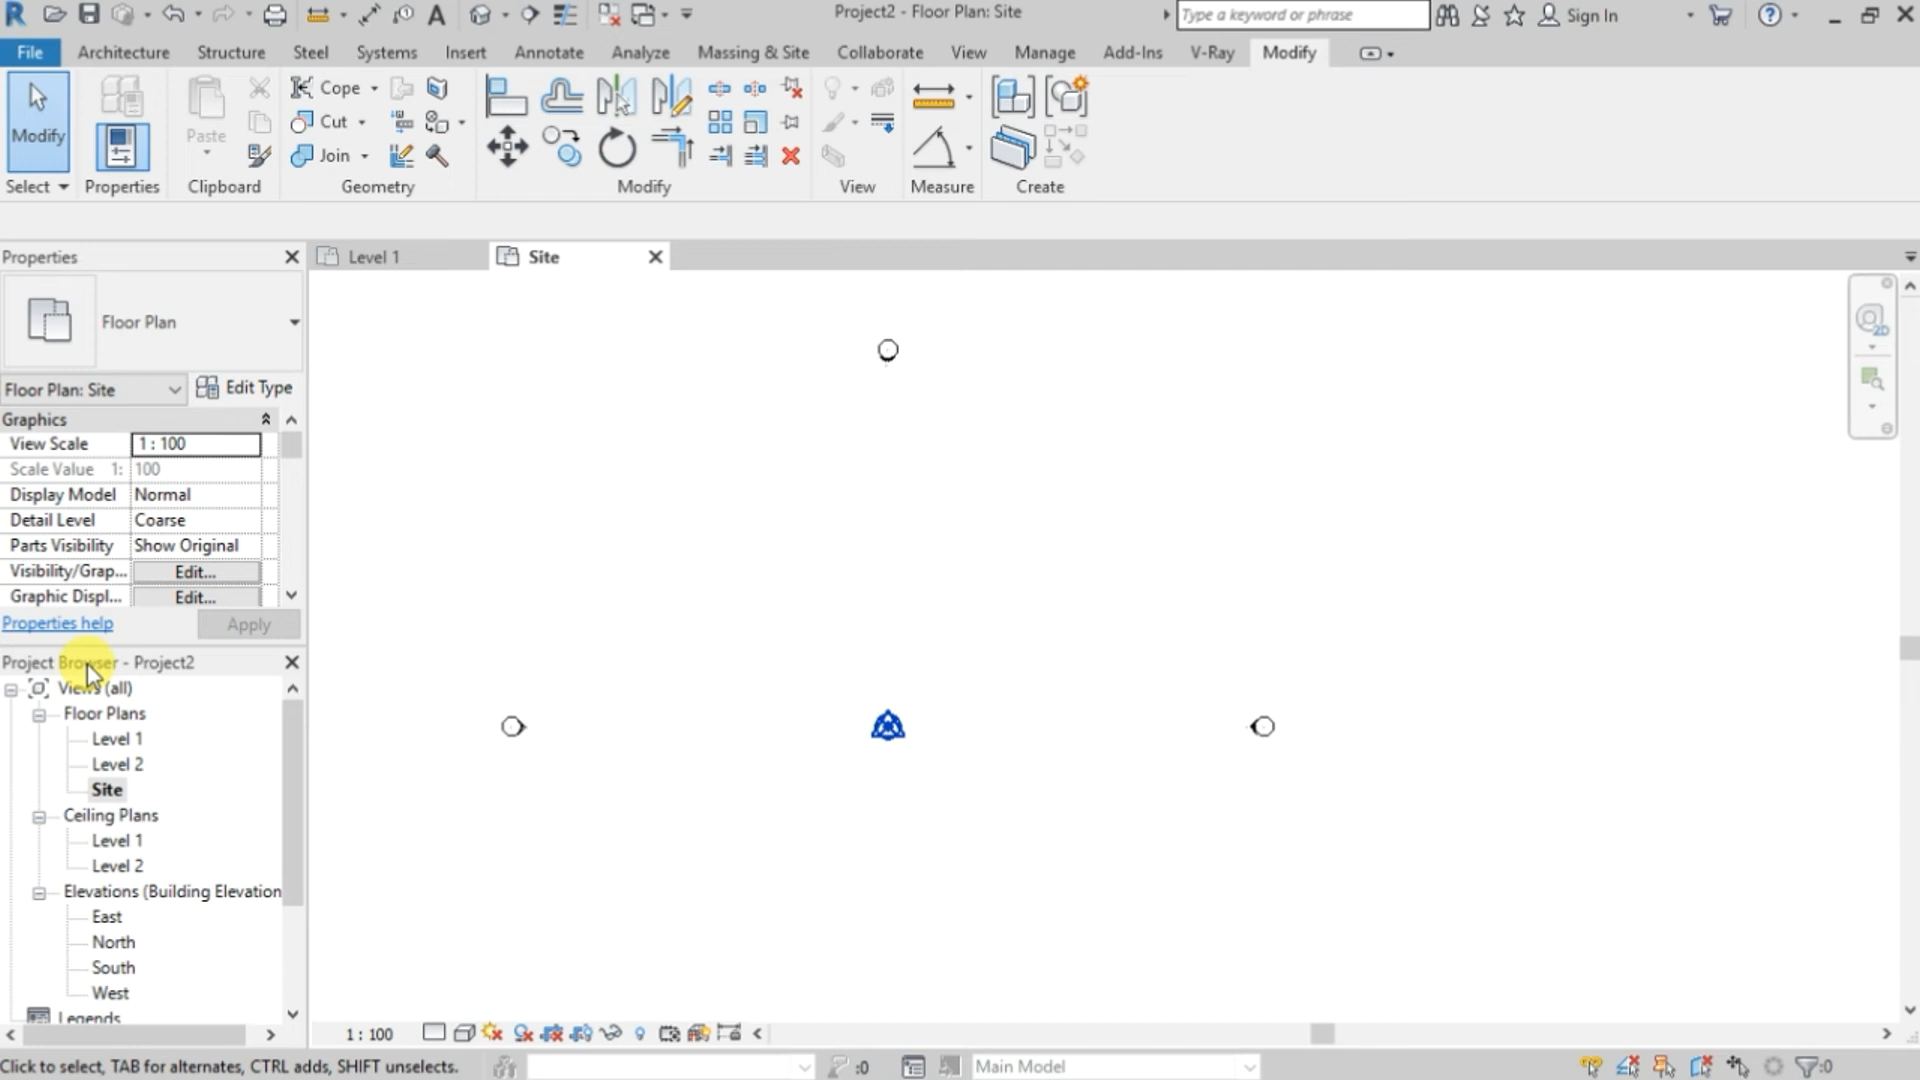 Project2 - Floor Plan: Site
Type a keyword or phrase
Sign In
File Architecture Structure Steel Systems Insert Annotate Analyze Massing & Site Collaborate View Manage Add-Ins V-Ray Modify
Modify
Paste
Cope
Cut
Join
Select Properties Clipboard Geometry Modify View Measure Create
Properties
Level 1
Site
2D
Floor Plan
Floor Plan: Site
Edit Type
Graphics
View Scale 1 : 100
Scale Value 1: 100
Display Model Normal
Detail Level Coarse
Parts Visibility Show Original
Visibility/Grap... Edit...
Graphic Displ... Edit...
Properties help
Apply
Project Browser - Project2
Views (all)
Floor Plans
Level 1
Level 2
Site
Ceiling Plans
Level 1
Level 2
Elevations (Building Elevation
East
North
South
West
Legends
1 : 100
Click to select, TAB for alternates, CTRL adds, SHIFT unselects.
:0
Main Model
:0